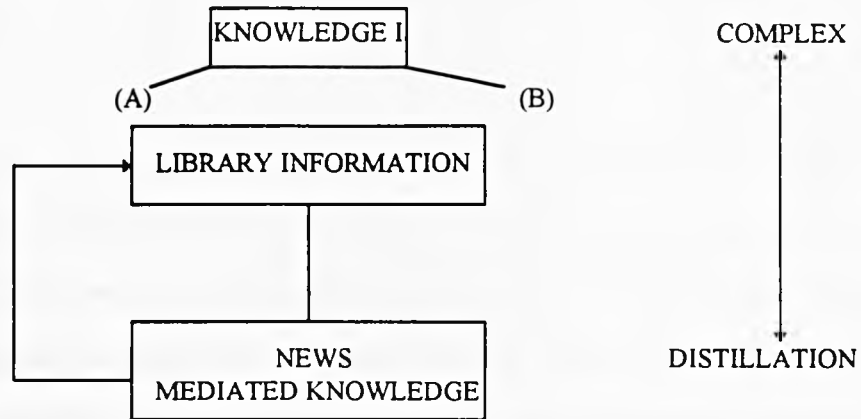 KNOWLEDGE I
COMPLEX
(A)
(B)
LIBRARY INFORMATION
NEWS
MEDIATED KNOWLEDGE
DISTILLATION